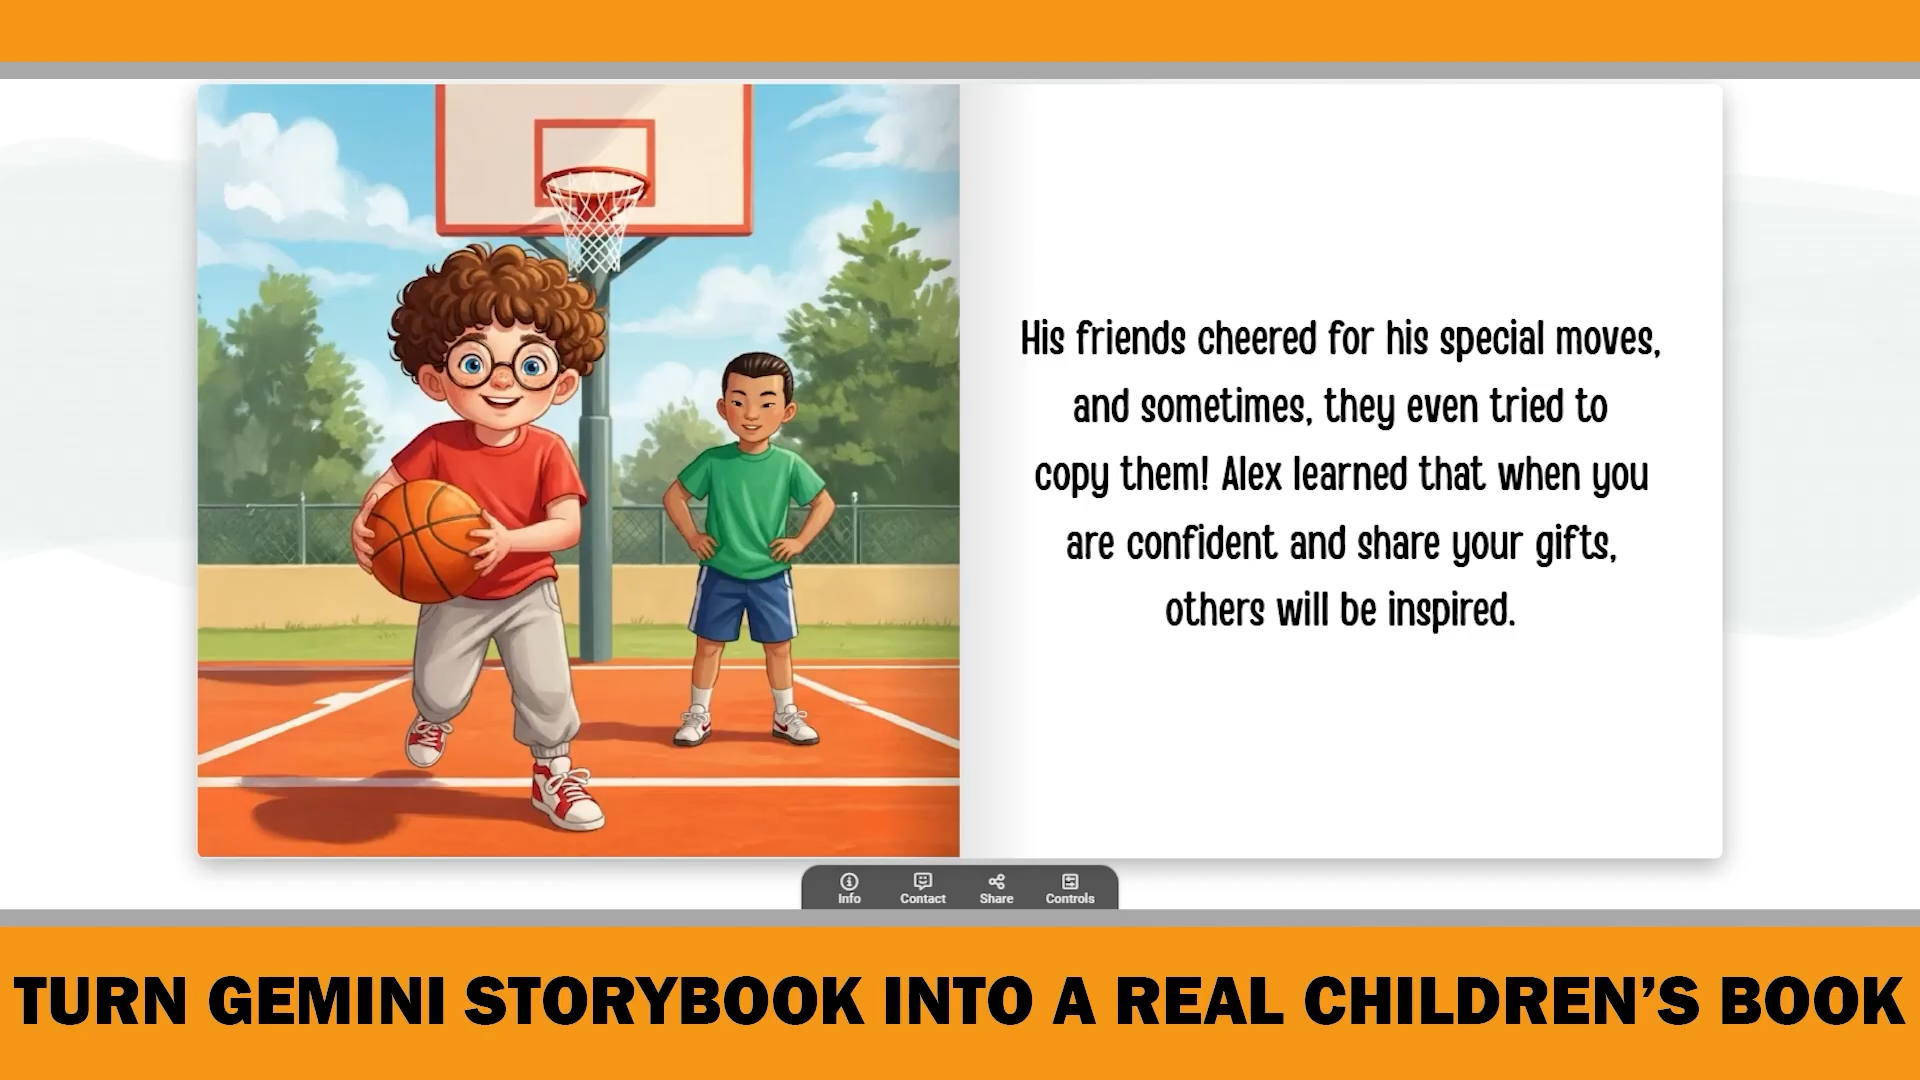 His friends cheered for his special moves,
and sometimes, they even tried to
copy them! Alex learned that when you
are confident and share your gifts,
others will be inspired.
Info
Contact
Share
Controls
TURN GEMINI STORYBOOK INTO A REAL CHILDREN’S BOOK